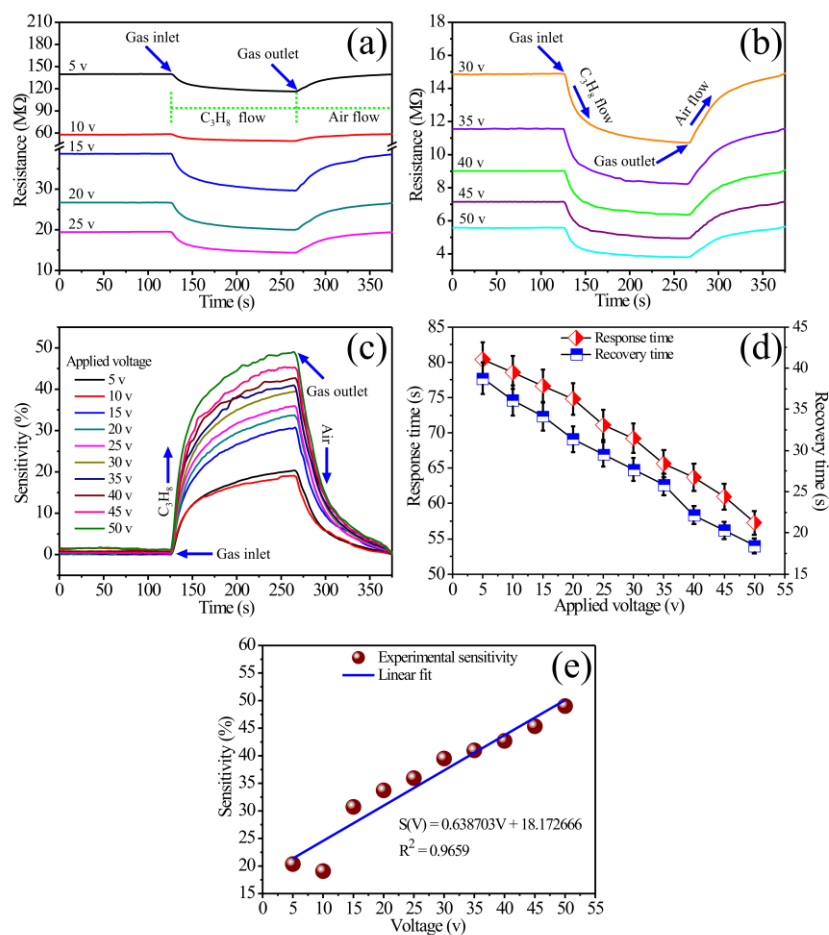 (a)
Gas inlet
Gas outlet
5 v
C₃H₈ flow
Air flow
10 v
15 v
20 v
25 v
210
180
150
120
90
60
30
20
10
Resistance (MΩ)
0 50 100 150 200 250 300 350
Time (s)
(b)
Gas inlet
30 v
C₃H₈ flow
Air flow
Gas outlet
35 v
40 v
45 v
50 v
18
16
14
12
10
8
6
4
Resistance (MΩ)
0 50 100 150 200 250 300 350
Time (s)
(c)
Applied voltage
5 v
10 v
15 v
20 v
25 v
30 v
35 v
40 v
45 v
50 v
C₃H₈
Gas outlet
Air
Gas inlet
50
40
30
20
10
0
Sensitivity (%)
0 50 100 150 200 250 300 350
Time (s)
(d)
Response time
Recovery time
85
80
75
70
65
60
55
50
Response time (s)
45
40
35
30
25
20
15
Recovery time (s)
0 5 10 15 20 25 30 35 40 45 50 55
Applied voltage (v)
(e)
Experimental sensitivity
Linear fit
S(V) = 0.638703V + 18.172666
R² = 0.9659
60
55
50
45
40
35
30
25
20
15
Sensitivity (%)
0 5 10 15 20 25 30 35 40 45 50 55
Voltage (v)